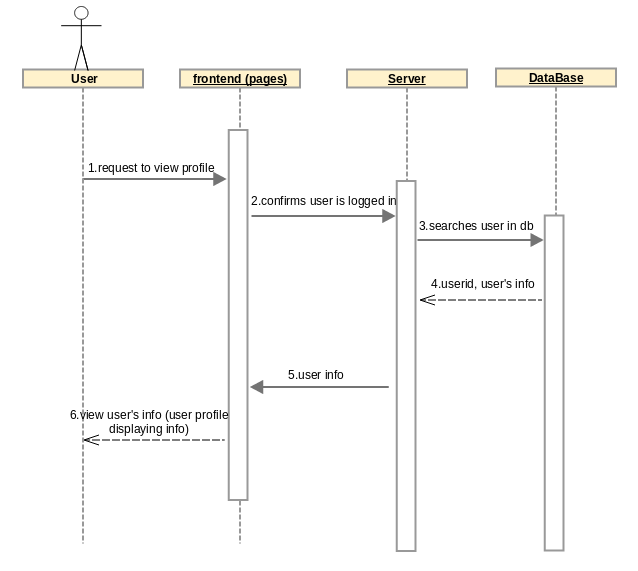 User
frontend (pages)
Server
DataBase
1.request to view profile
2.confirms user is logged in
3.searches user in db
4.userid, user's info
5.user info
6.view user's info (user profile
displaying info)